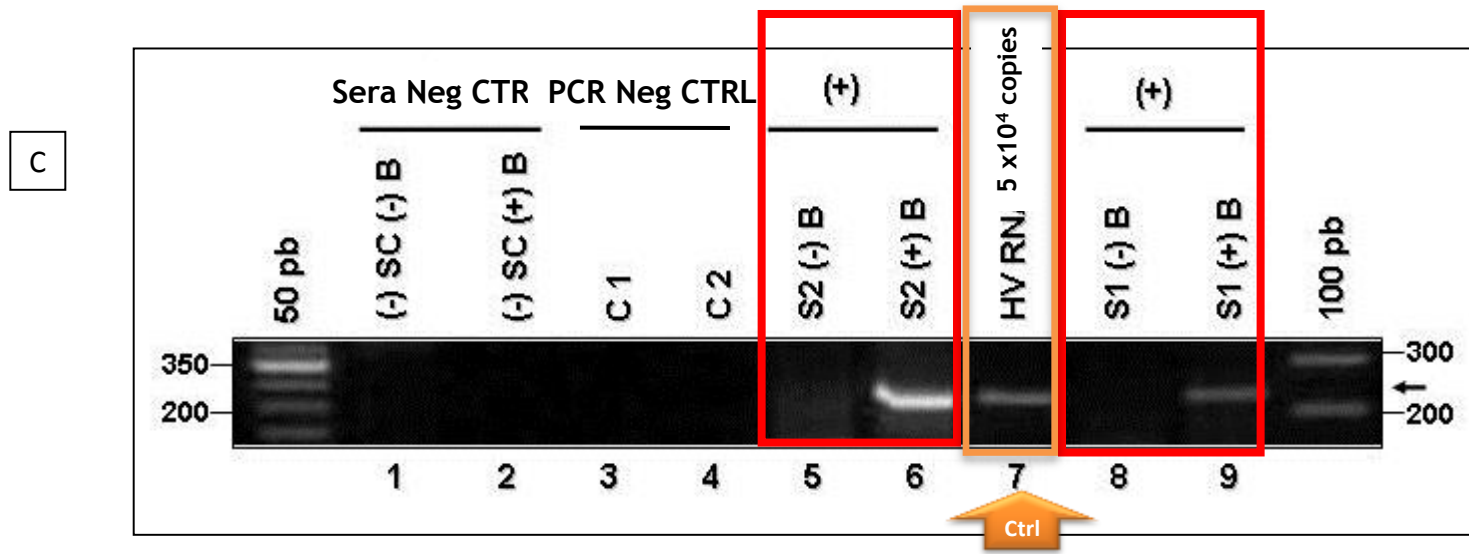 C
Sera Neg CTR PCR Neg CTRL (+) (+)
50 pb
(-) SC (-) B
(-) SC (+) B
C 1
C 2
S2 (-) B
S2 (+) B
HV RN
5 x10⁴ copies
S1 (-) B
S1 (+) B
100 pb
350
200
300
200
1 2 3 4 5 6 7 8 9
Ctrl